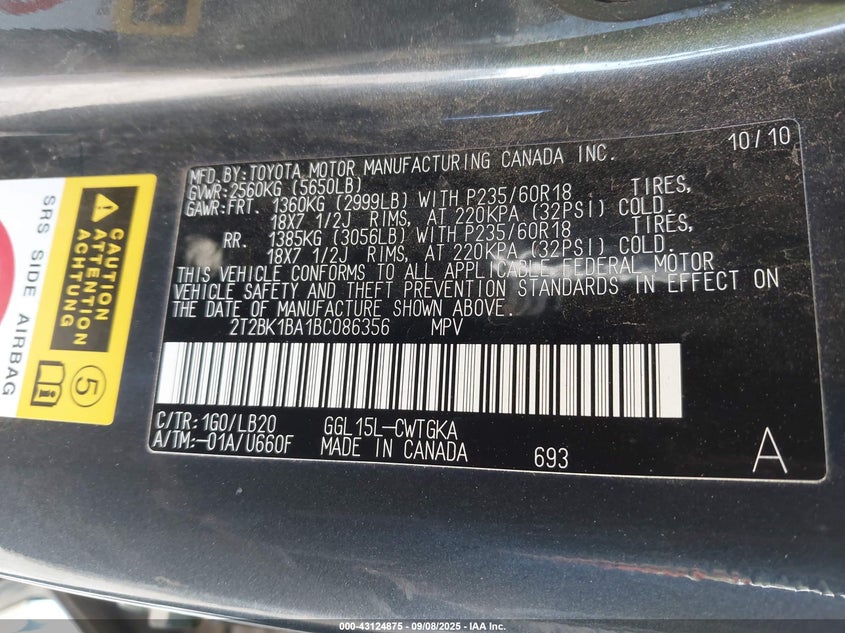 MFD.BY:TOYOTA MOTOR MANUFACTURING CANADA INC. 10/10
GVWR:2560KG (5650LB)
GAWR:FRT. 1360KG (2999LB) WITH P235/60R18 TIRES,
18X7 1/2J RIMS, AT 220KPA (32PSI) COLD.
RR. 1385KG (3056LB) WITH P235/60R18 TIRES,
18X7 1/2J RIMS, AT 220KPA (32PSI) COLD.
THIS VEHICLE CONFORMS TO ALL APPLICABLE FEDERAL MOTOR
VEHICLE SAFETY AND THEFT PREVENTION STANDARDS IN EFFECT ON
THE DATE OF MANUFACTURE SHOWN ABOVE.
2T2BK1BA1BC086356 MPV
C/TR:1G0/LB20 GGL15L-CWTGKA
A/TM:-01A/U660F MADE IN CANADA 693 A
CAUTION
ATTENTION
ACHTUNG
5
SRS SIDE AIRBAG
000-43124875 - 09/08/2025 - IAA Inc.